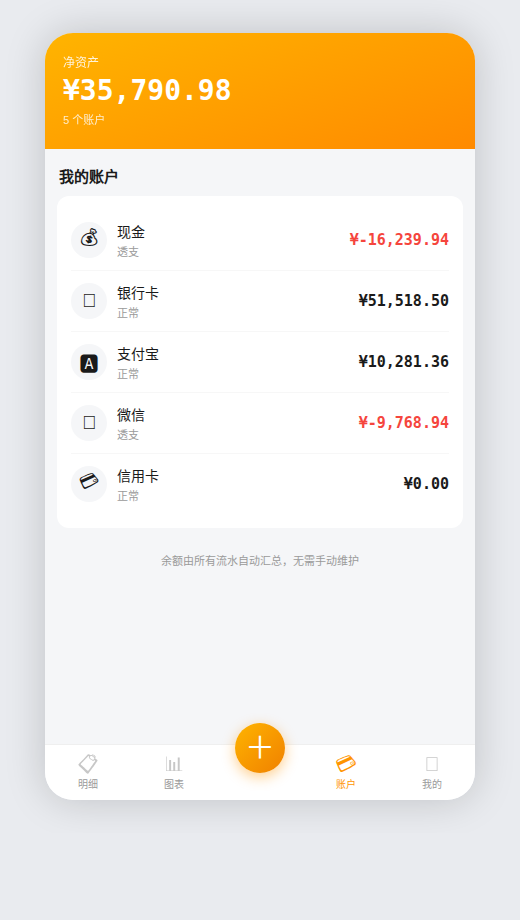 净资产
¥35,790.98
5 个账户
我的账户
现金
透支
¥-16,239.94
银行卡
正常
¥51,518.50
支付宝
正常
¥10,281.36
微信
透支
¥-9,768.94
信用卡
正常
¥0.00
余额由所有流水自动汇总，无需手动维护
明细
图表
账户
我的